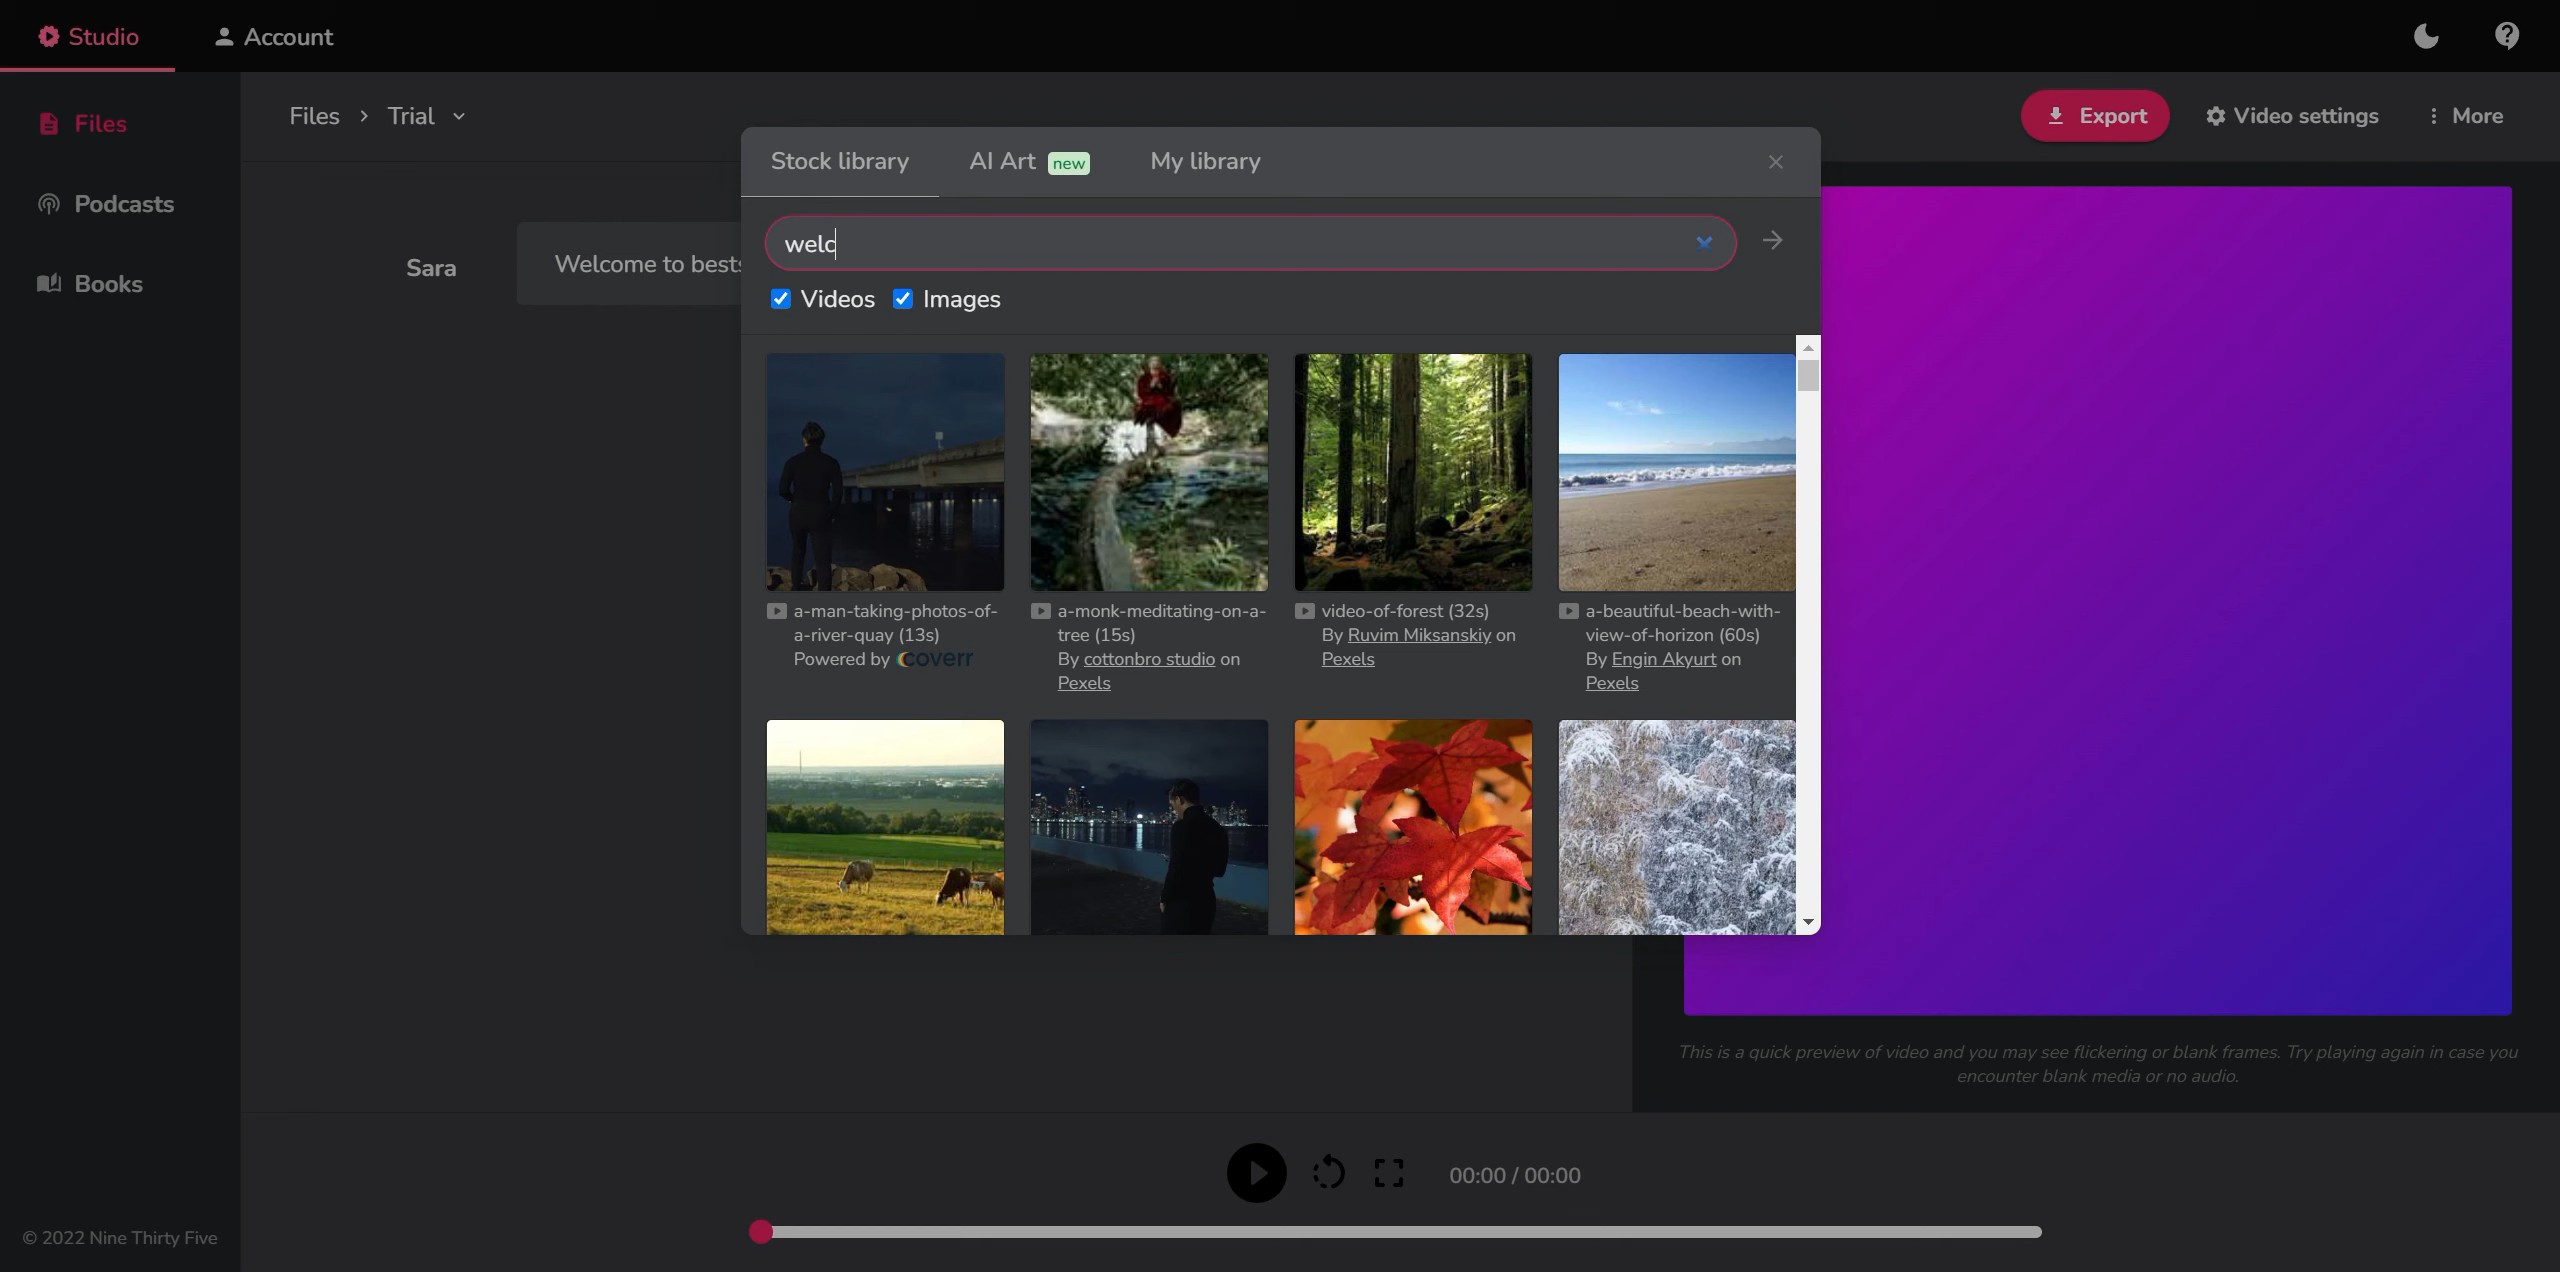 Studio
Account
Files
Podcasts
Books
Files > Trial
Export
Video settings
More
Sara
Welcome to bests
Stock library
AI Art new
My library
welc
Videos Images
a-man-taking-photos-of-
a-river-quay (13s)
Powered by coverr
a-monk-meditating-on-a-
tree (15s)
By cottonbro studio on
Pexels
video-of-forest (32s)
By Ruvim Miksanskiy on
Pexels
a-beautiful-beach-with-
view-of-horizon (60s)
By Engin Akyurt on
Pexels
This is a quick preview of video and you may see flickering or blank frames. Try playing again in case you
encounter blank media or no audio.
00:00 / 00:00
© 2022 Nine Thirty Five